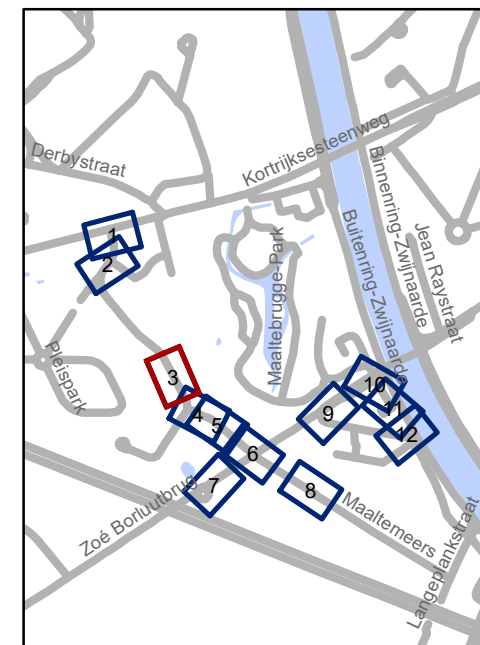 Kortrijksesteenweg
Derbystraat
Binnenring-Zwijnaarde
Buitenring-Zwijnaarde
Jean Raystraat
Maaltebrugge-Park
1
2
Pleispark
3
4
5
6
7
8
9
10
11
12
Zoé Borluutbrug
Maaltemeers
Langeplankstraat